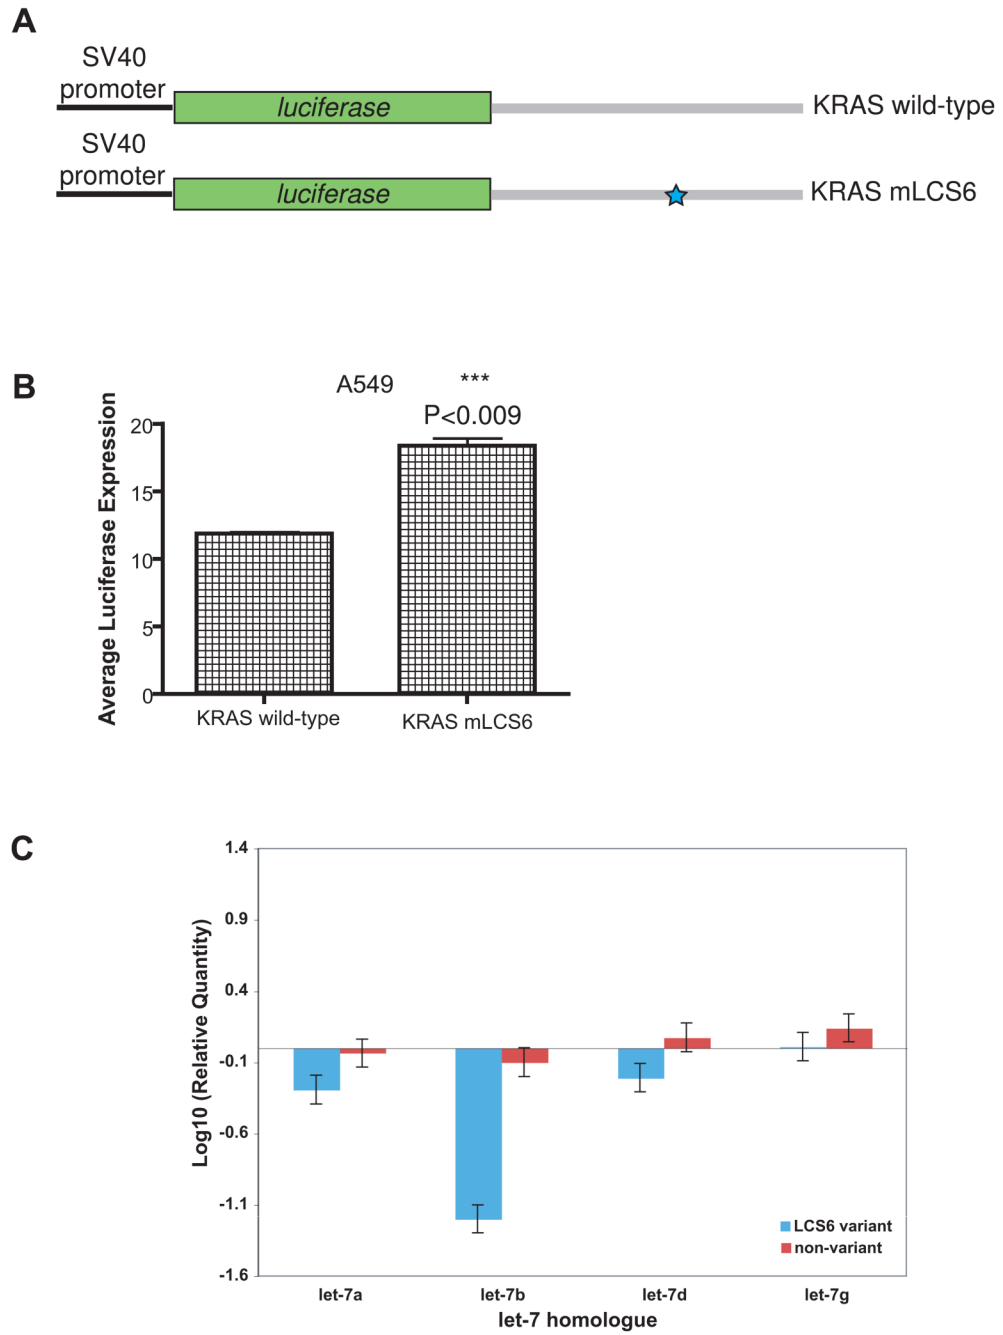 A
SV40
promoter
luciferase
KRAS wild-type
SV40
promoter
luciferase
KRAS mLCS6
B
A549
***
P<0.009
Average Luciferase Expression
20
15
10
5
0
KRAS wild-type
KRAS mLCS6
C
Log10 (Relative Quantity)
1.4
0.9
0.4
-0.1
-0.6
-1.1
-1.6
LCS6 variant
non-variant
let-7a
let-7b
let-7d
let-7g
let-7 homologue